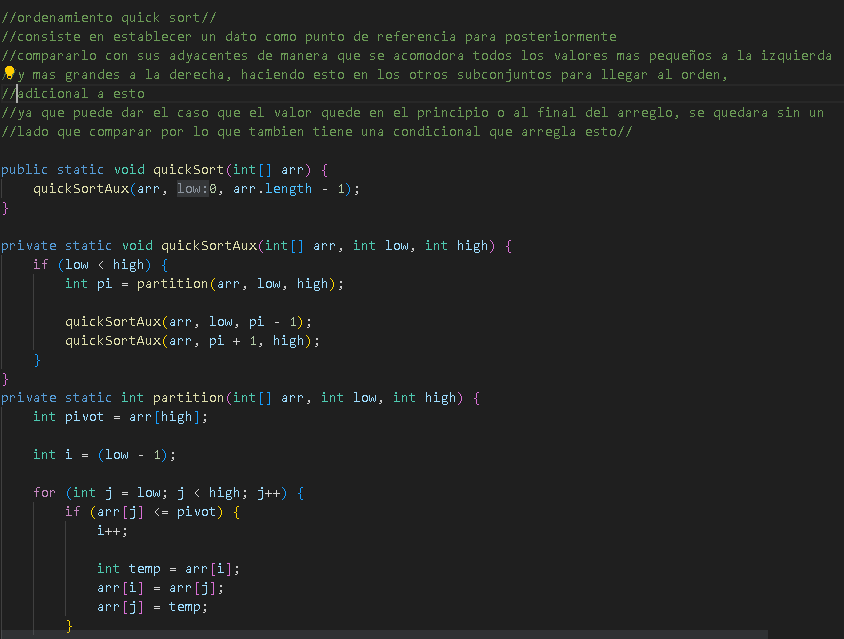 //ordenamiento quick sort//
//consiste en establecer un dato como punto de referencia para posteriormente
//compararlo con sus adyacentes de manera que se acomodora todos los valores mas pequeños a la izquierda
//y mas grandes a la derecha, haciendo esto en los otros subconjuntos para llegar al orden,
//adicional a esto
//ya que puede dar el caso que el valor quede en el principio o al final del arreglo, se quedara sin un
//lado que comparar por lo que tambien tiene una condicional que arregla esto//
public static void quickSort(int[] arr) {
    quickSortAux(arr, low:0, arr.length - 1);
}
private static void quickSortAux(int[] arr, int low, int high) {
    if (low < high) {
        int pi = partition(arr, low, high);
        quickSortAux(arr, low, pi - 1);
        quickSortAux(arr, pi + 1, high);
    }
}
private static int partition(int[] arr, int low, int high) {
    int pivot = arr[high];
    int i = (low - 1);
    for (int j = low; j < high; j++) {
        if (arr[j] <= pivot) {
            i++;
            int temp = arr[i];
            arr[i] = arr[j];
            arr[j] = temp;
        }